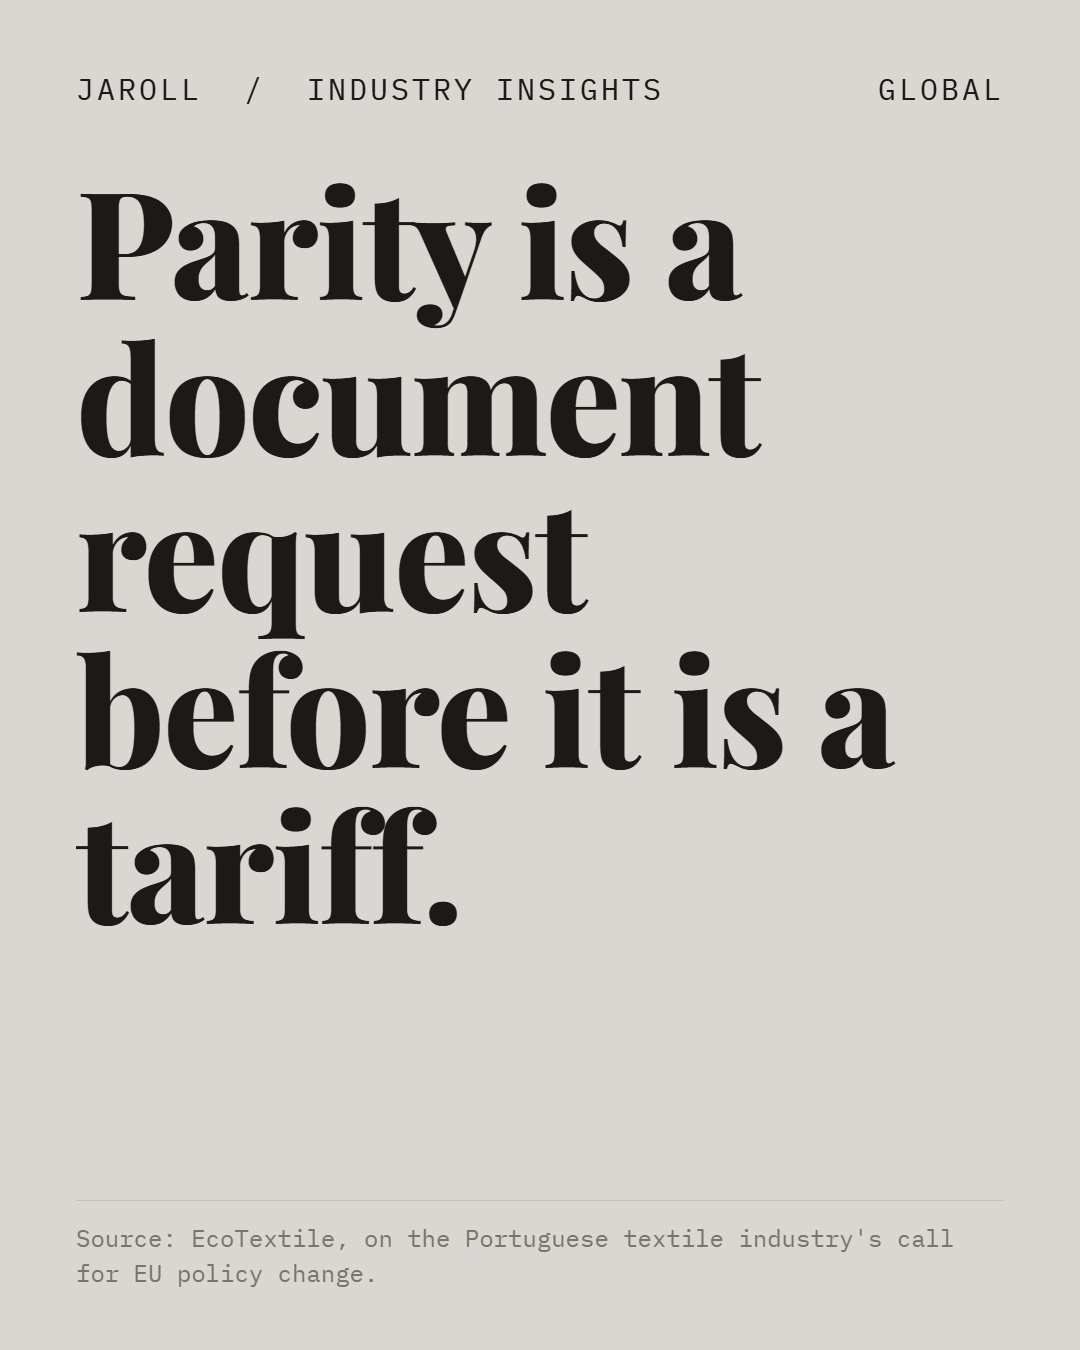 JAROLL / INDUSTRY INSIGHTS GLOBAL
Parity is a
document
request
before it is a
tariff.
Source: EcoTextile, on the Portuguese textile industry's call
for EU policy change.